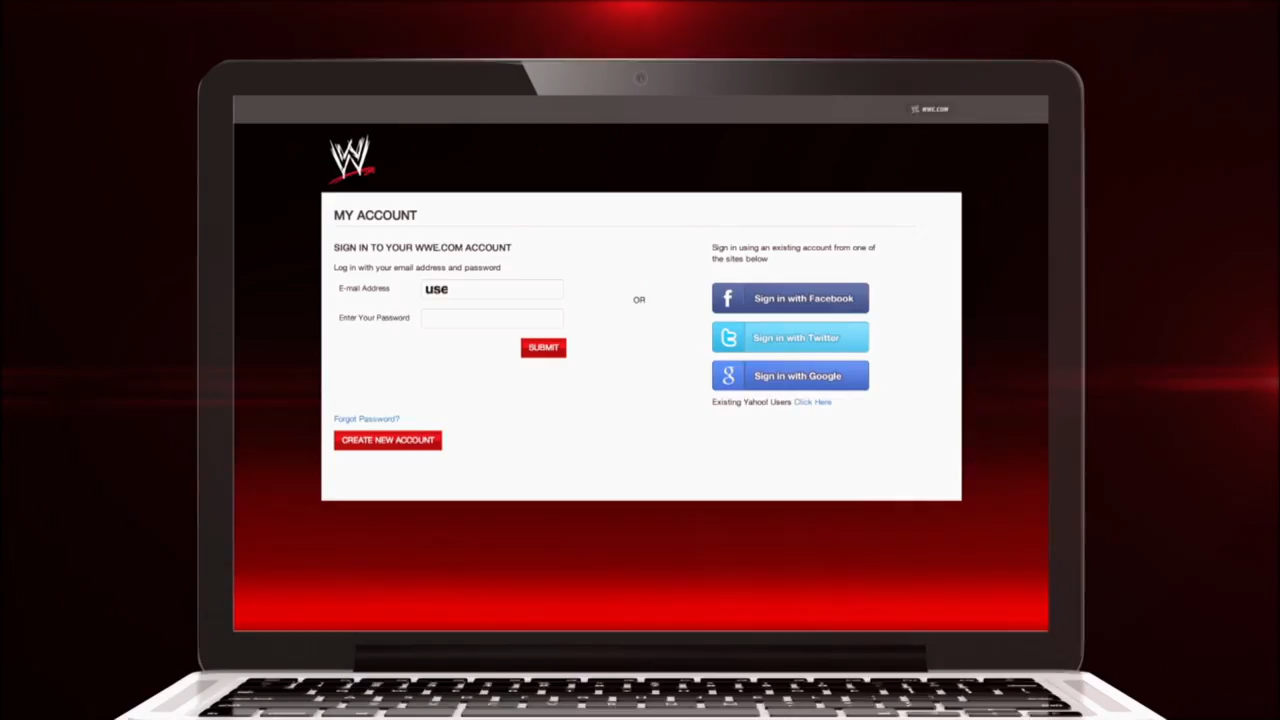 WWE.COM
W
MY ACCOUNT
SIGN IN TO YOUR WWE.COM ACCOUNT
Log in with your email address and password
E-mail Address
use
Enter Your Password
SUBMIT
Forgot Password?
CREATE NEW ACCOUNT
OR
Sign in using an existing account from one of
the sites below
f Sign in with Facebook
t Sign in with Twitter
g Sign in with Google
Existing Yahoo! Users Click Here